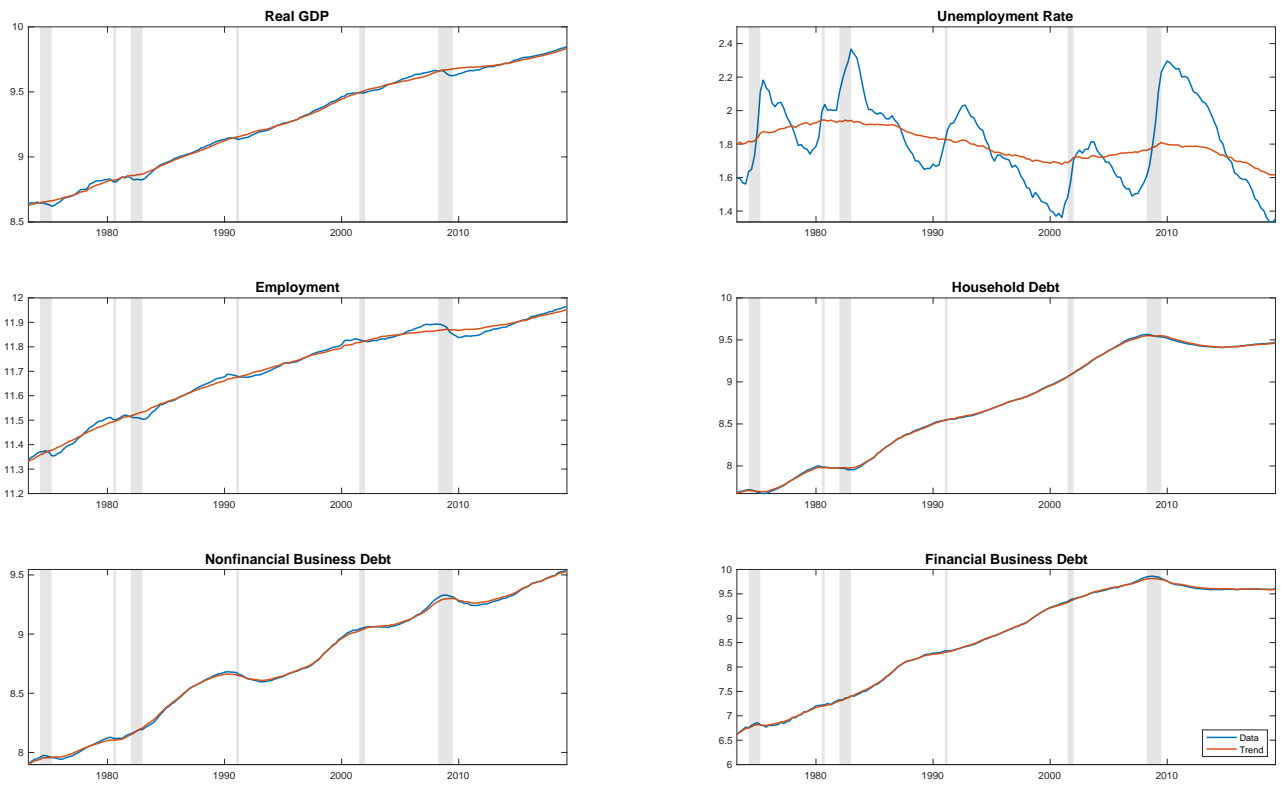 Real GDP
10
9.5
9
8.5
1980 1990 2000 2010
Unemployment Rate
2.4
2.2
2
1.8
1.6
1.4
1980 1990 2000 2010
Employment
12
11.9
11.8
11.7
11.6
11.5
11.4
11.3
11.2
1980 1990 2000 2010
Household Debt
10
9.5
9
8.5
8
1980 1990 2000 2010
Nonfinancial Business Debt
9.5
9
8.5
8
1980 1990 2000 2010
Financial Business Debt
10
9.5
9
8.5
8
7.5
7
6.5
6
1980 1990 2000 2010
Data
Trend